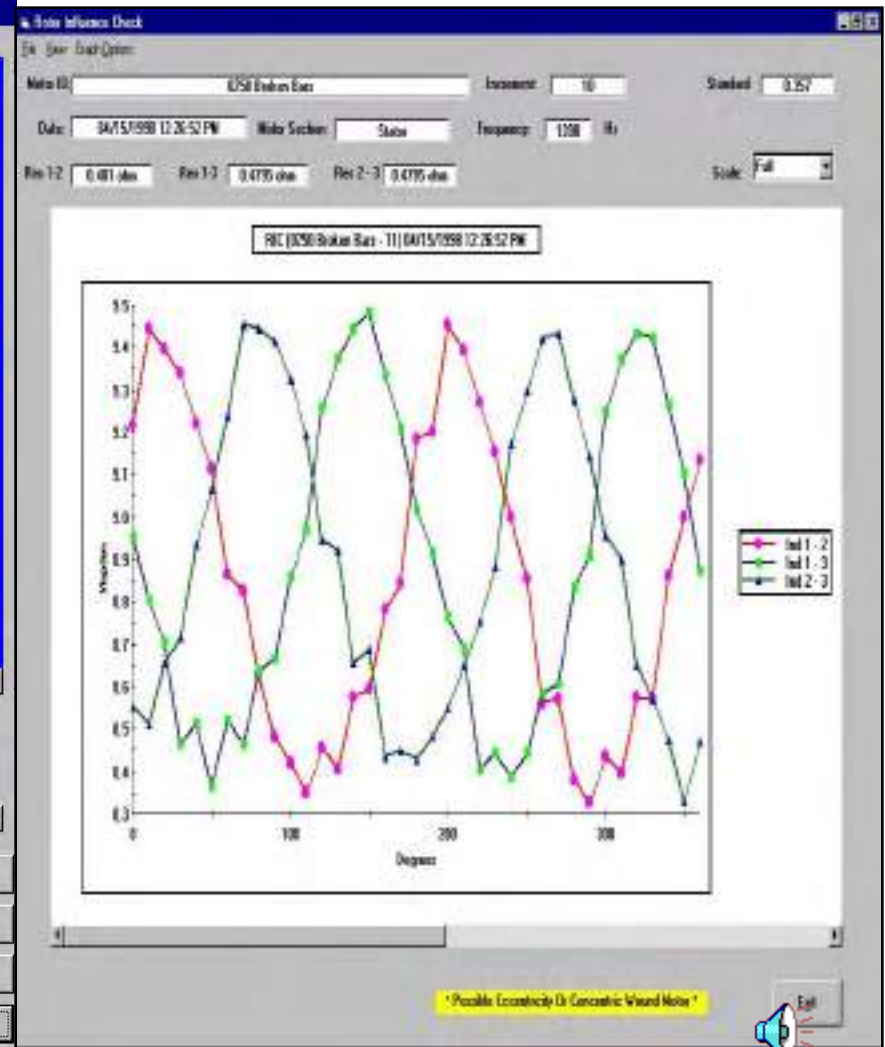 Rotor Influence Check
File View Graph Options
Motor ID: 0250 Broken Bars Increment: 10 Standard 0.357
Date: 04/15/1998 12:26:52 PM Motor Section: Stator Frequency: 1200 Hz
Res 1-2 0.481 ohm Res 1-3 0.4795 ohm Res 2-3 0.4795 ohm Scale: Full
RIC (0250 Broken Bars - 11) 04/15/1998 12:26:52 PM
9.5
9.4
9.3
9.2
9.1
9.0
8.9
8.8
8.7
8.6
8.5
8.4
8.3
0 100 200 300
Degrees
Ind 1 - 2
Ind 1 - 3
Ind 2 - 3
* Possible Eccentricity Or Concentric Wound Motor *
Exit